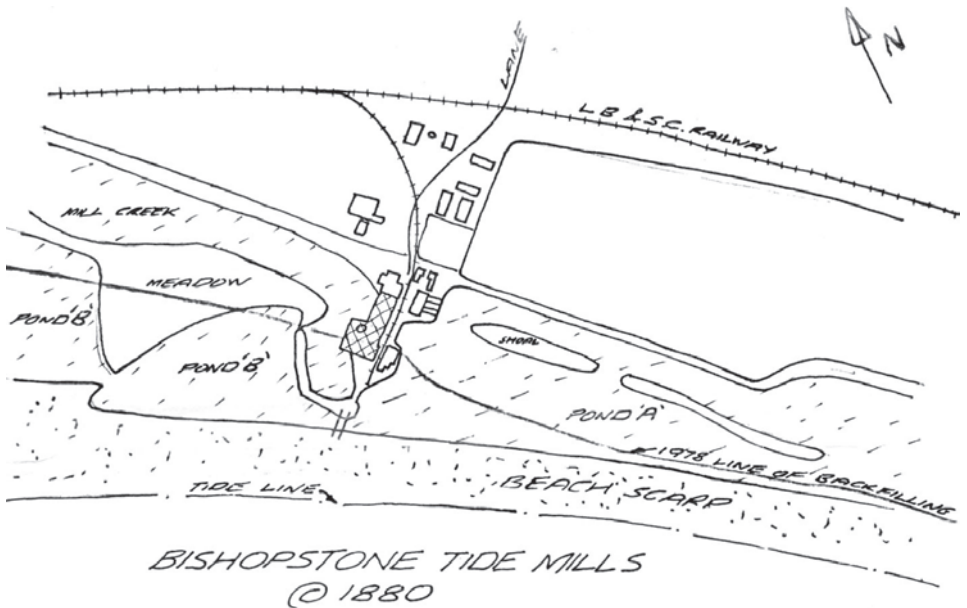 N
LANE
L B & S.C. RAILWAY
MILL CREEK
MEADOW
POND 'B'
POND 'B'
SHOAL
POND 'A'
1978 LINE OF BACKFILLING
BEACH SCARP
TIDE LINE
BISHOPSTONE TIDE MILLS
© 1880